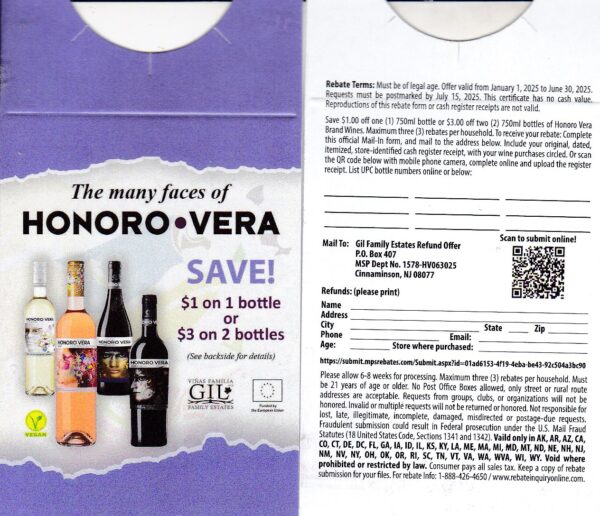 The many faces of
HONORO•VERA
SAVE!
$1 on 1 bottle
or
$3 on 2 bottles
(See backside for details)
HONORO VERA
HONORO VERA
HONORO VERA
HONORO VERA
VEGAN
VIÑAS FAMILIA
GIL
FAMILY ESTATES
Funded by
the European Union
Rebate Terms: Must be of legal age. Offer valid from January 1, 2025 to June 30, 2025.
Requests must be postmarked by July 15, 2025. This certificate has no cash value.
Reproductions of this rebate form or cash register receipts are not valid.
Save $1.00 off one (1) 750ml bottle or $3.00 off two (2) 750ml bottles of Honoro Vera
Brand Wines. Maximum three (3) rebates per household. To receive your rebate: Complete
this official Mail-In form, and mail to the address below. Include your original, dated,
itemized, store-identified cash register receipt, with your wine purchases circled. Or scan
the QR code below with mobile phone camera, complete online and upload the register
receipt. List UPC bottle numbers online or below:
Scan to submit online!
Mail To: Gil Family Estates Refund Offer
P.O. Box 407
MSP Dept No. 1578-HV063025
Cinnaminson, NJ 08077
Refunds: (please print)
Name
Address
City State Zip
Phone Email:
Age: Store where purchased:
https://submit.mpsrebates.com/Submit.aspx?id=01ad6153-4f19-4eba-be43-92c504a3bc90
Please allow 6-8 weeks for processing. Maximum three (3) rebates per household. Must
be 21 years of age or older. No Post Office Boxes allowed, only street or rural route
addresses are acceptable. Requests from groups, clubs, or organizations will not be
honored. Invalid or multiple requests will not be returned or honored. Not responsible for
lost, late, illegitimate, incomplete, damaged, misdirected or postage-due requests.
Fraudulent submission could result in Federal prosecution under the U.S. Mail Fraud
Statutes (18 United States Code, Sections 1341 and 1342). Vaild only in AK, AR, AZ, CA,
CO, CT, DE, DC, FL, GA, IA, ID, IL, KS, KY, LA, ME, MA, MI, MD, MT, ND, NE, NH, NJ,
NM, NV, NY, OH, OK, OR, RI, SC, TN, VT, VA, WA, WVA, WI, WY. Void where
prohibited or restricted by law. Consumer pays all sales tax. Keep a copy of rebate
submission for your files. For rebate Info: 1-888-426-4650 / www.rebateinquiryonline.com.